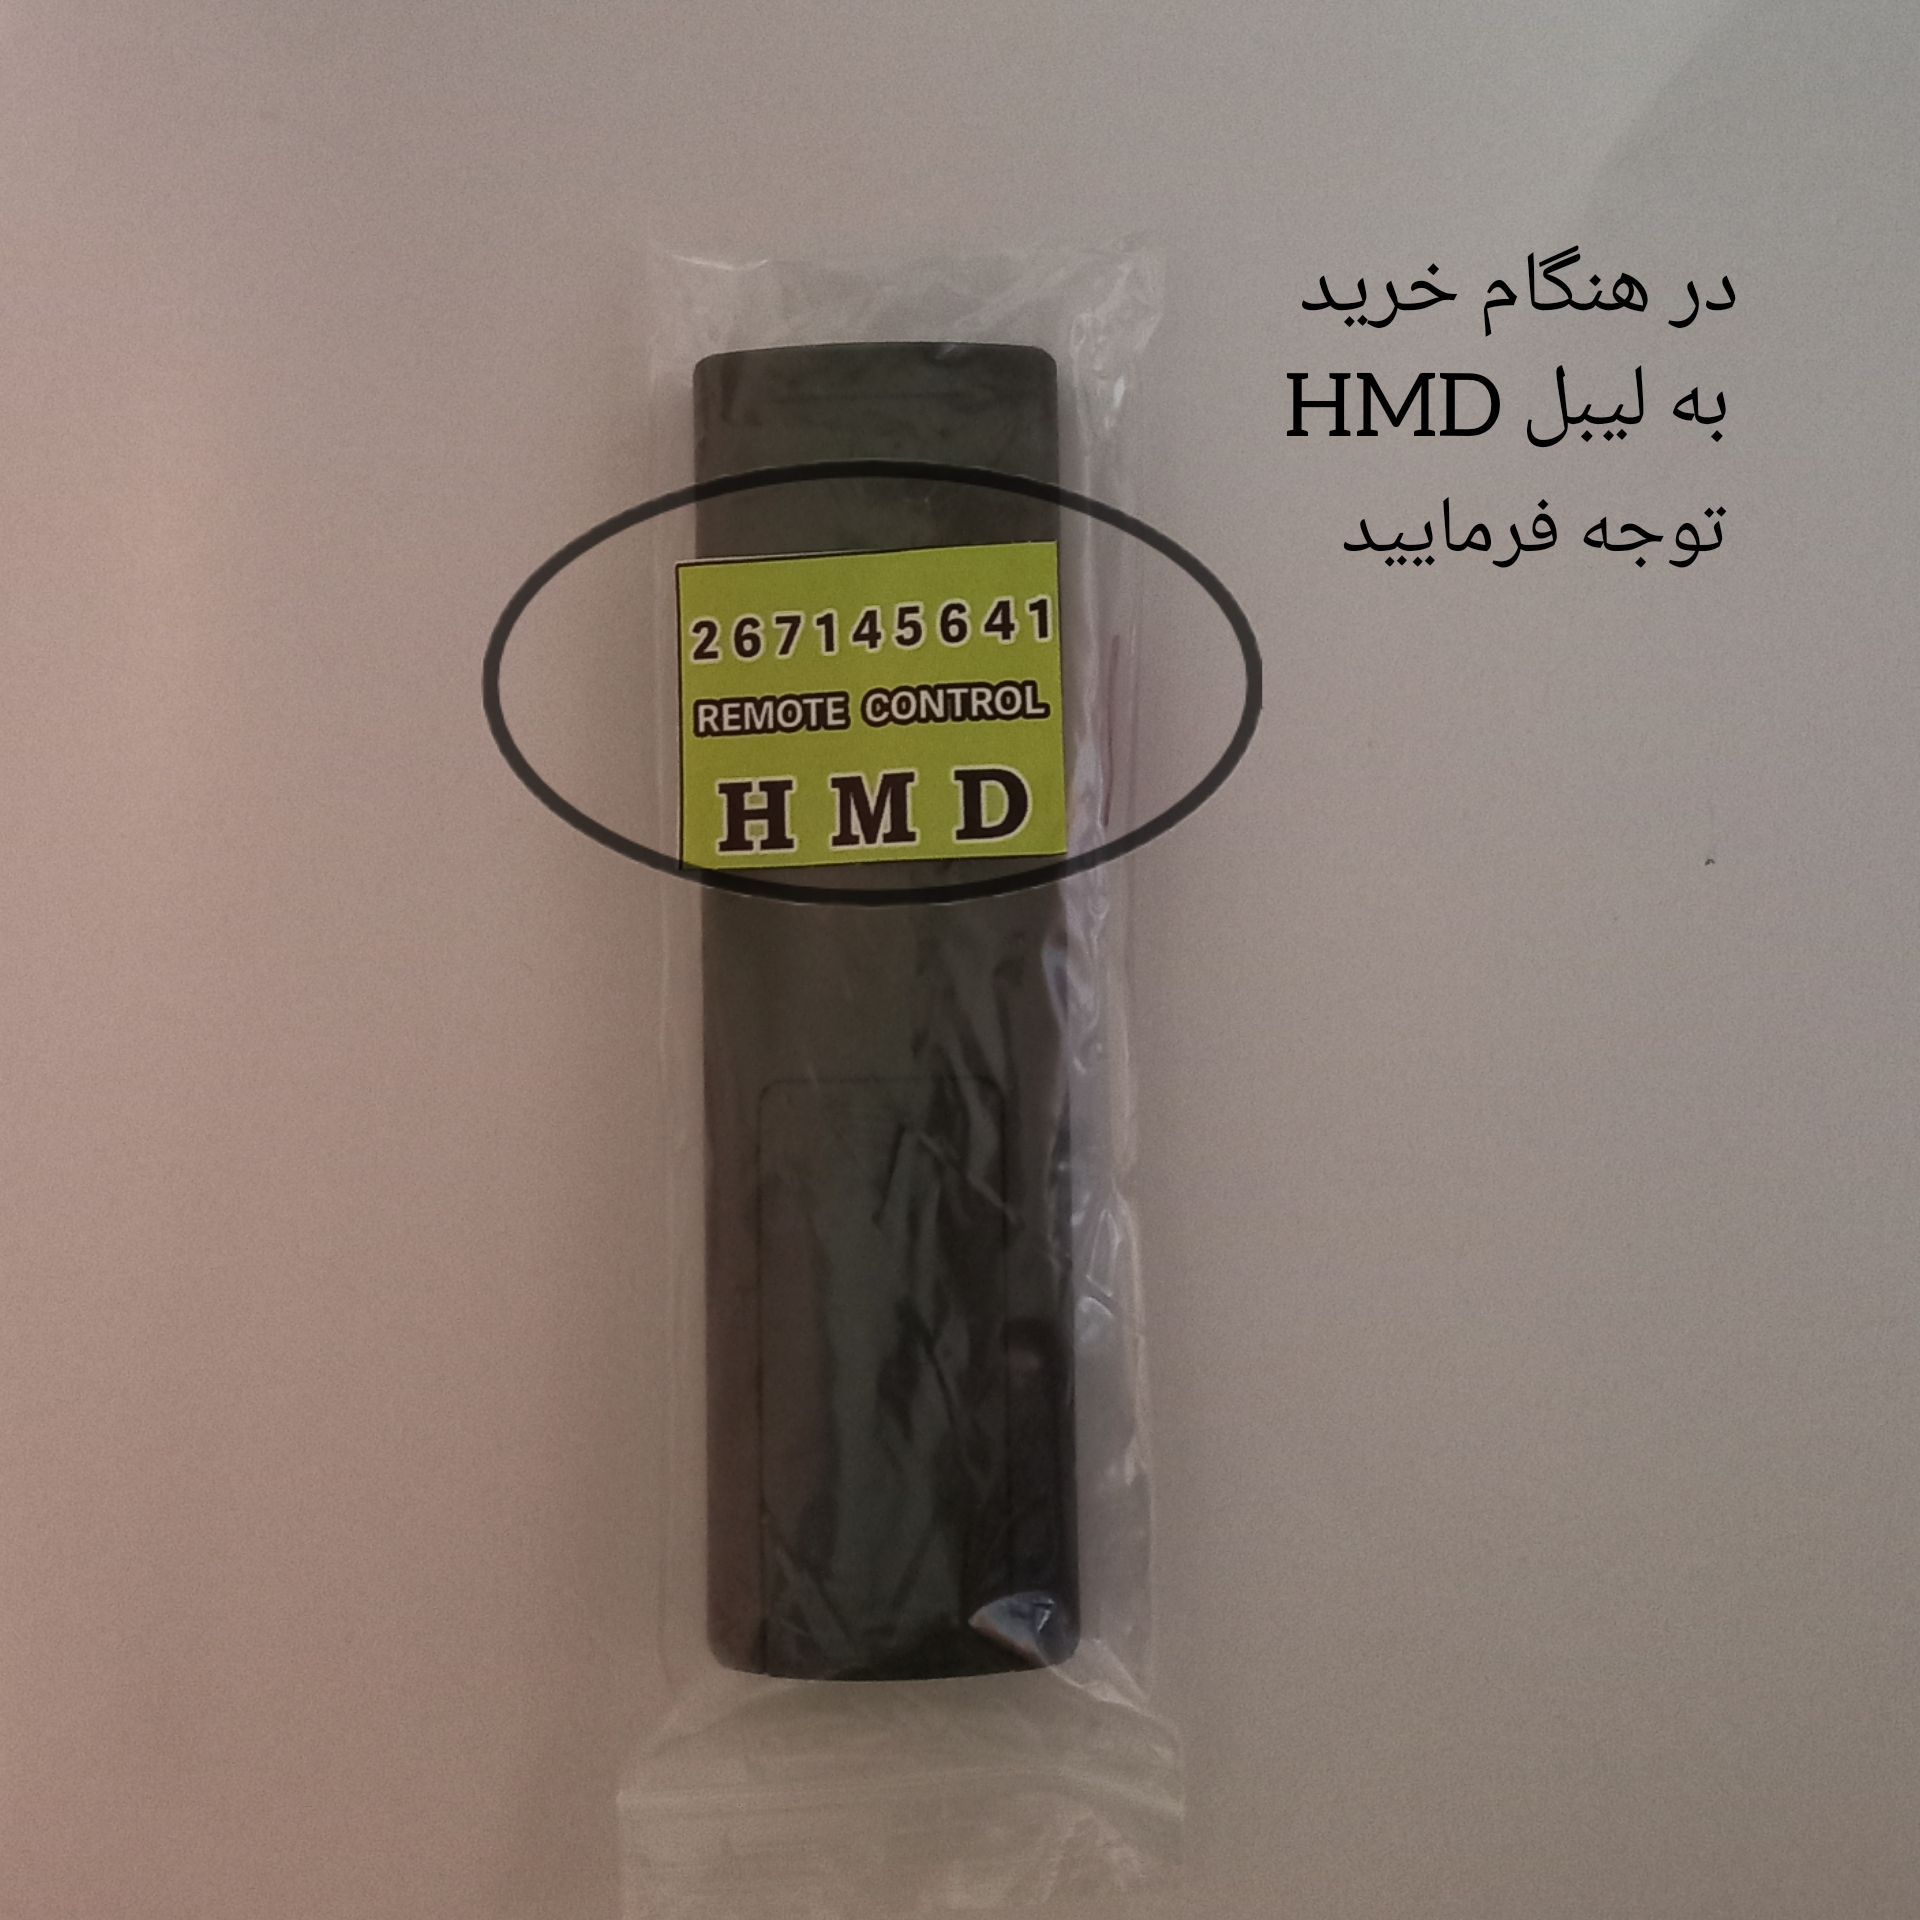 در هنگام خرید
به لیبل HMD
توجه فرمایید
267145641
REMOTE CONTROL
HMD